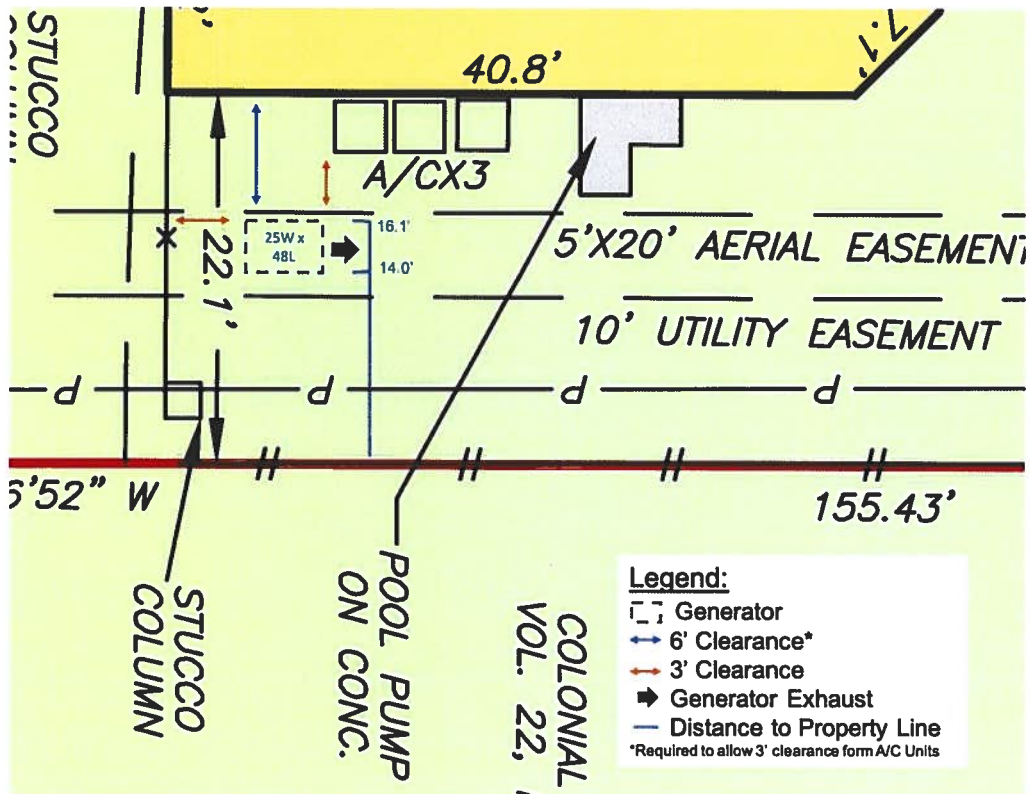 STUCCO
40.8'
7.1'
A/CX3
16.1'
25W x
48L
14.0'
22.1'
5'X20' AERIAL EASEMENT
10' UTILITY EASEMENT
P
P
P
P
6'52" W
155.43'
STUCCO
COLUMN
POOL PUMP
ON CONC.
COLONIAL
VOL. 22,
Legend:
Generator
6' Clearance*
3' Clearance
Generator Exhaust
Distance to Property Line
*Required to allow 3' clearance form A/C Units